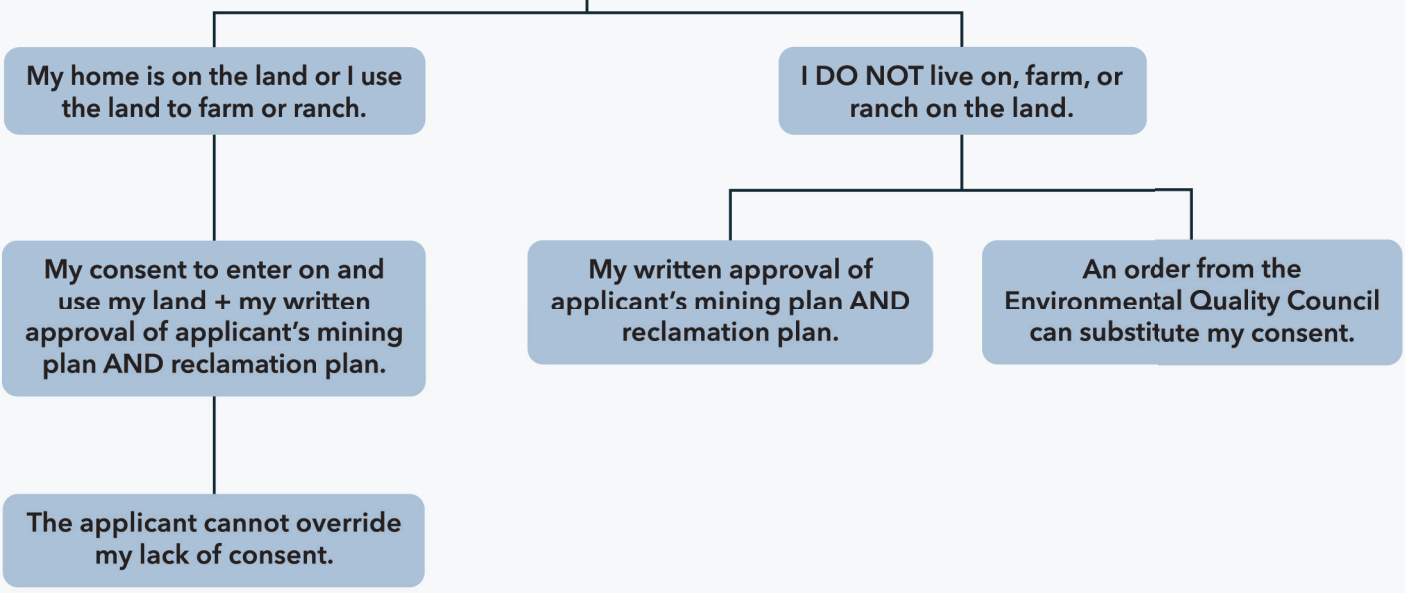 My home is on the land or I use
the land to farm or ranch.
I DO NOT live on, farm, or
ranch on the land.
My consent to enter on and
use my land + my written
approval of applicant's mining
plan AND reclamation plan.
My written approval of
applicant's mining plan AND
reclamation plan.
An order from the
Environmental Quality Council
can substitute my consent.
The applicant cannot override
my lack of consent.